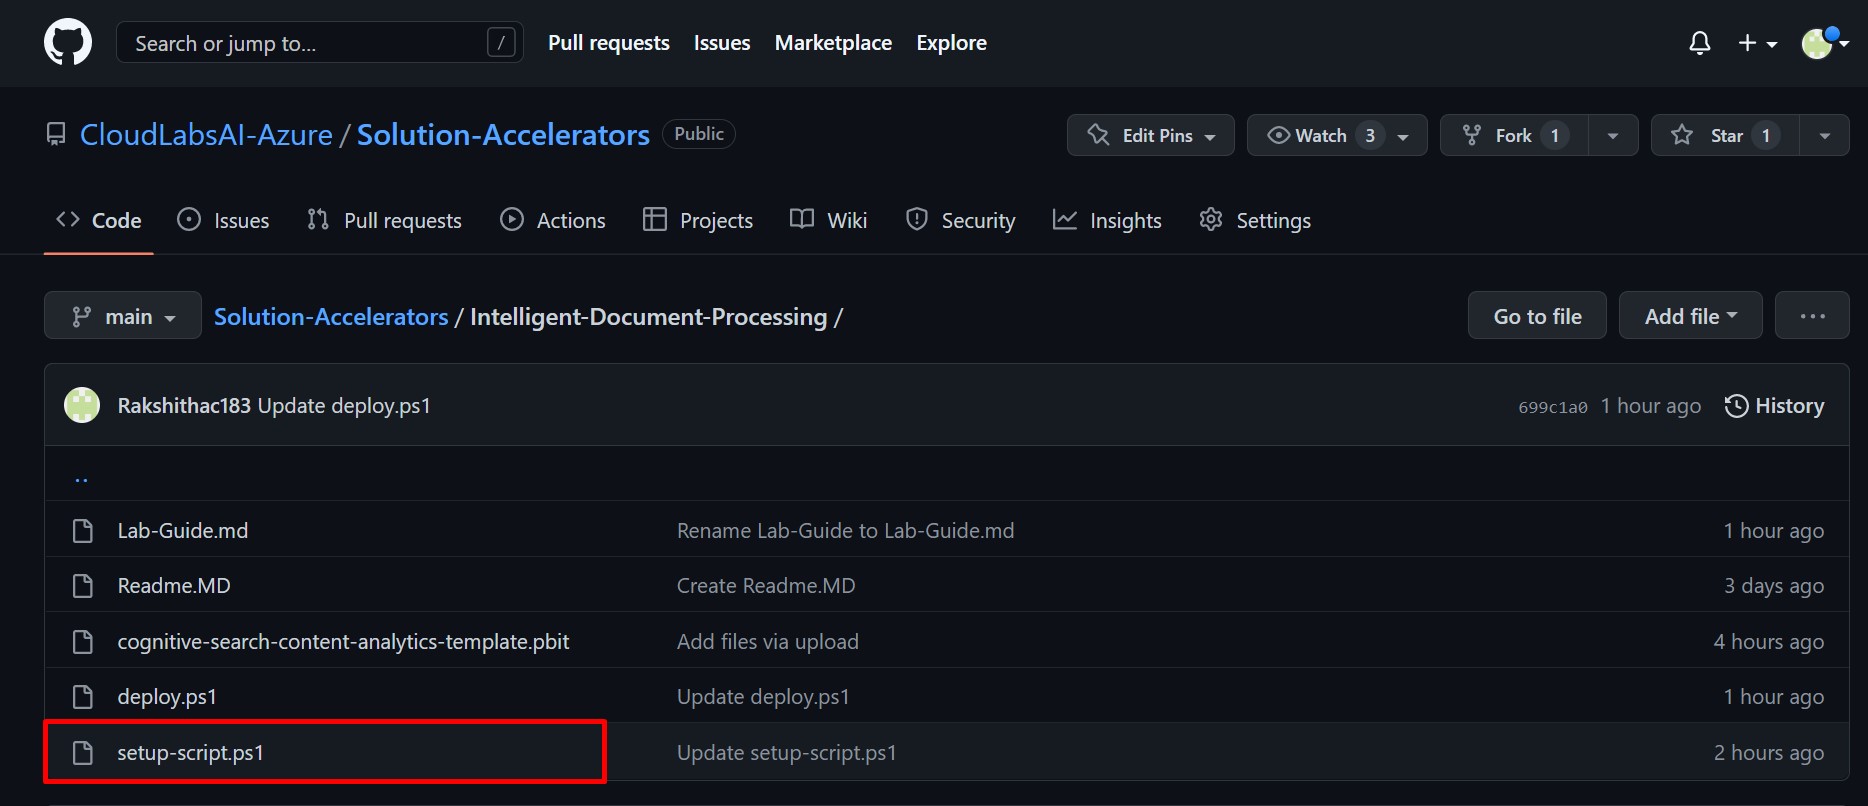 Search or jump to... /
Pull requests Issues Marketplace Explore
CloudLabsAI-Azure / Solution-Accelerators Public
Edit Pins Watch 3 Fork 1 Star 1
Code Issues Pull requests Actions Projects Wiki Security Insights Settings
main Solution-Accelerators / Intelligent-Document-Processing / Go to file Add file ...
Rakshithac183 Update deploy.ps1 699c1a0 1 hour ago History
..
Lab-Guide.md Rename Lab-Guide to Lab-Guide.md 1 hour ago
Readme.MD Create Readme.MD 3 days ago
cognitive-search-content-analytics-template.pbit Add files via upload 4 hours ago
deploy.ps1 Update deploy.ps1 1 hour ago
setup-script.ps1 Update setup-script.ps1 2 hours ago